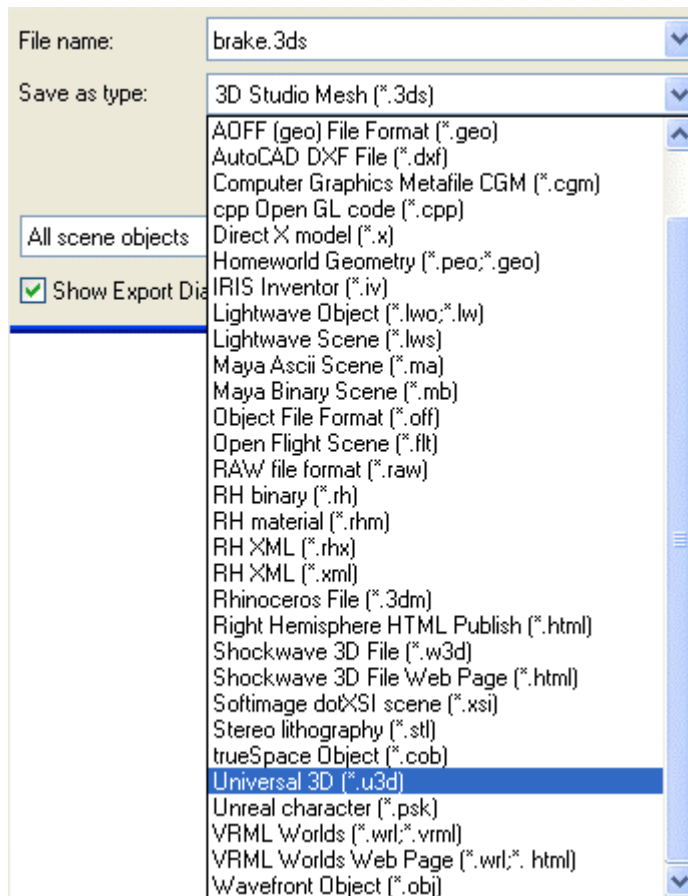 File name: brake.3ds
Save as type: 3D Studio Mesh (*.3ds)
AOFF (geo) File Format (*.geo)
AutoCAD DXF File (*.dxf)
Computer Graphics Metafile CGM (*.cgm)
cpp Open GL code (*.cpp)
All scene objects
Direct X model (*.x)
Homeworld Geometry (*.peo;*.geo)
Show Export Dia
IRIS Inventor (*.iv)
Lightwave Object (*.lwo;*.lw)
Lightwave Scene (*.lws)
Maya Ascii Scene (*.ma)
Maya Binary Scene (*.mb)
Object File Format (*.off)
Open Flight Scene (*.flt)
RAW file format (*.raw)
RH binary (*.rh)
RH material (*.rhm)
RH XML (*.rhx)
RH XML (*.xml)
Rhinoceros File (*.3dm)
Right Hemisphere HTML Publish (*.html)
Shockwave 3D File (*.w3d)
Shockwave 3D File Web Page (*.html)
Softimage dotXSI scene (*.xsi)
Stereo lithography (*.stl)
trueSpace Object (*.cob)
Universal 3D (*.u3d)
Unreal character (*.psk)
VRML Worlds (*.wrl;*.vrml)
VRML Worlds Web Page (*.wrl;*. html)
Wavefront Object (*.obj)